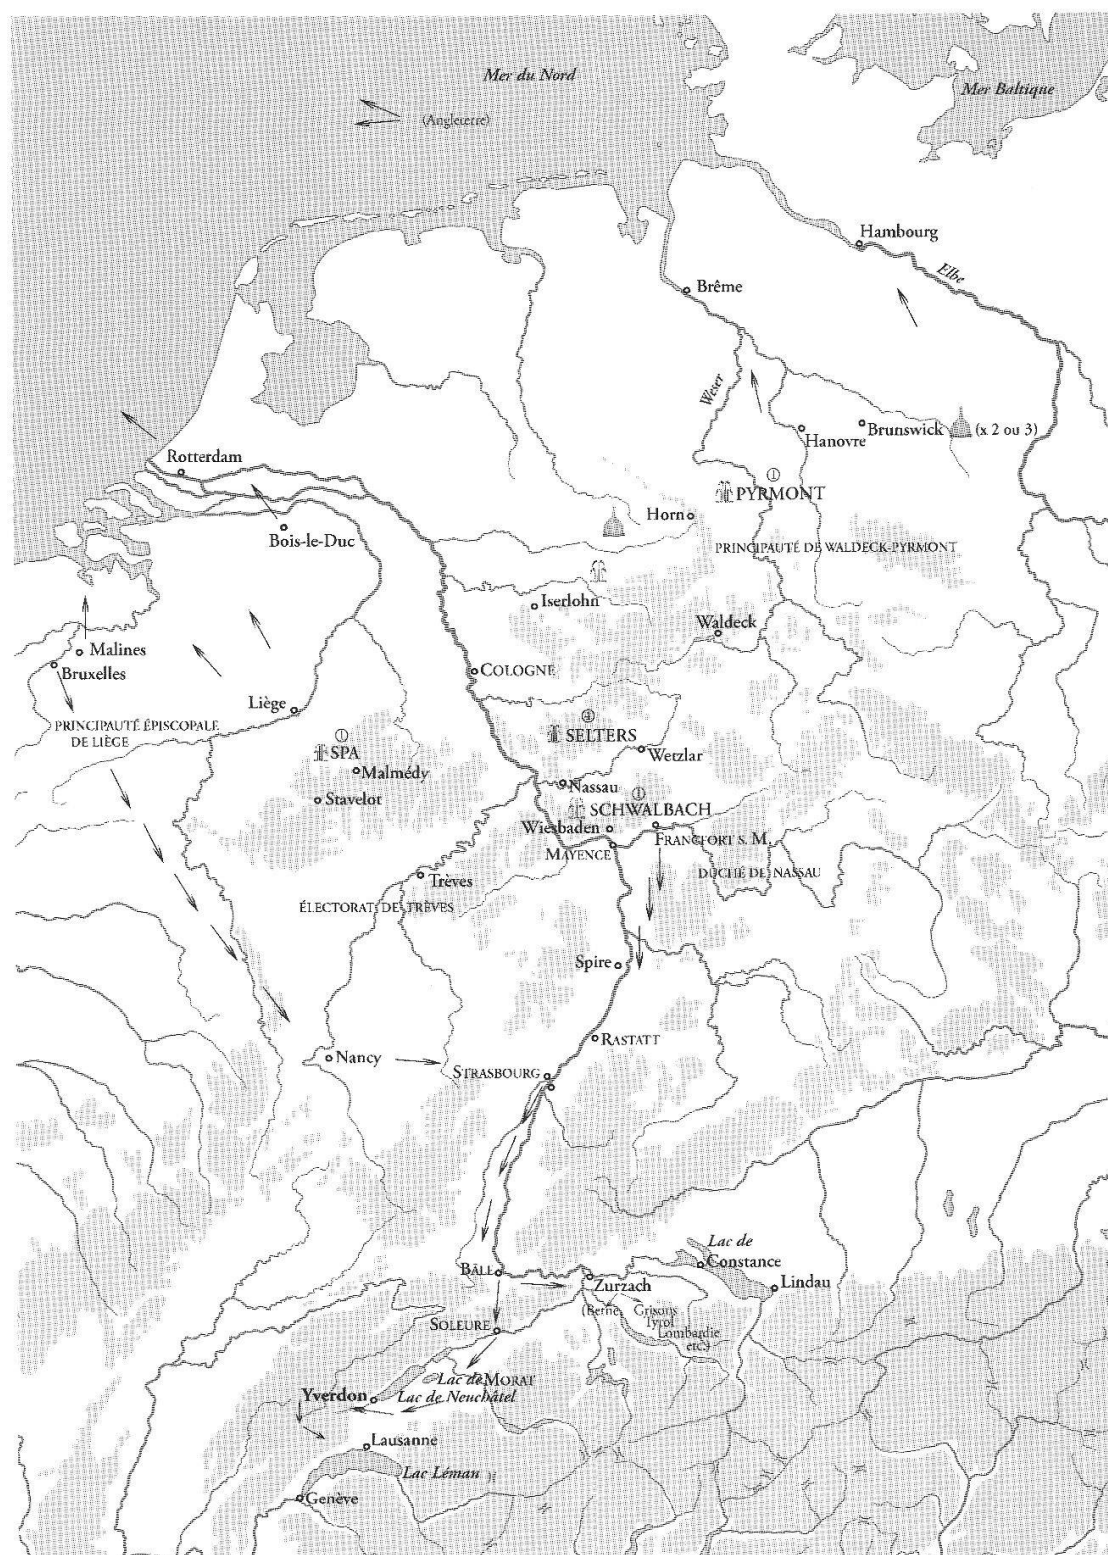 Mer du Nord
Mer Baltique
(Angleterre)
Hambourg
Elbe
Brême
Weser
Brunswick
(x 2 ou 3)
Hanovre
Rotterdam
1
PYRMONT
Horn
Bois-le-Duc
PRINCIPAUTÉ DE WALDECK-PYRMONT
Iserlohn
Waldeck
Malines
Bruxelles
COLOGNE
Liège
PRINCIPAUTÉ ÉPISCOPALE
DE LIÈGE
1
SPA
4
SELTERS
Wetzlar
Malmédy
Nassau
Stavelot
1
SCHWALBACH
Wiesbaden
FRANCFORT S. M.
MAYENCE
DUCHÉ DE NASSAU
Trèves
ÉLECTORAT DE TRÈVES
Spire
RASTATT
Nancy
STRASBOURG
Lac de
Constance
BÂLE
Zurzach
Lindau
(Berne, Grisons
Tyrol
Lombardie
etc.)
SOLEURE
Lac de MORAT
Yverdon
Lac de Neuchâtel
Lausanne
Lac Léman
Genève